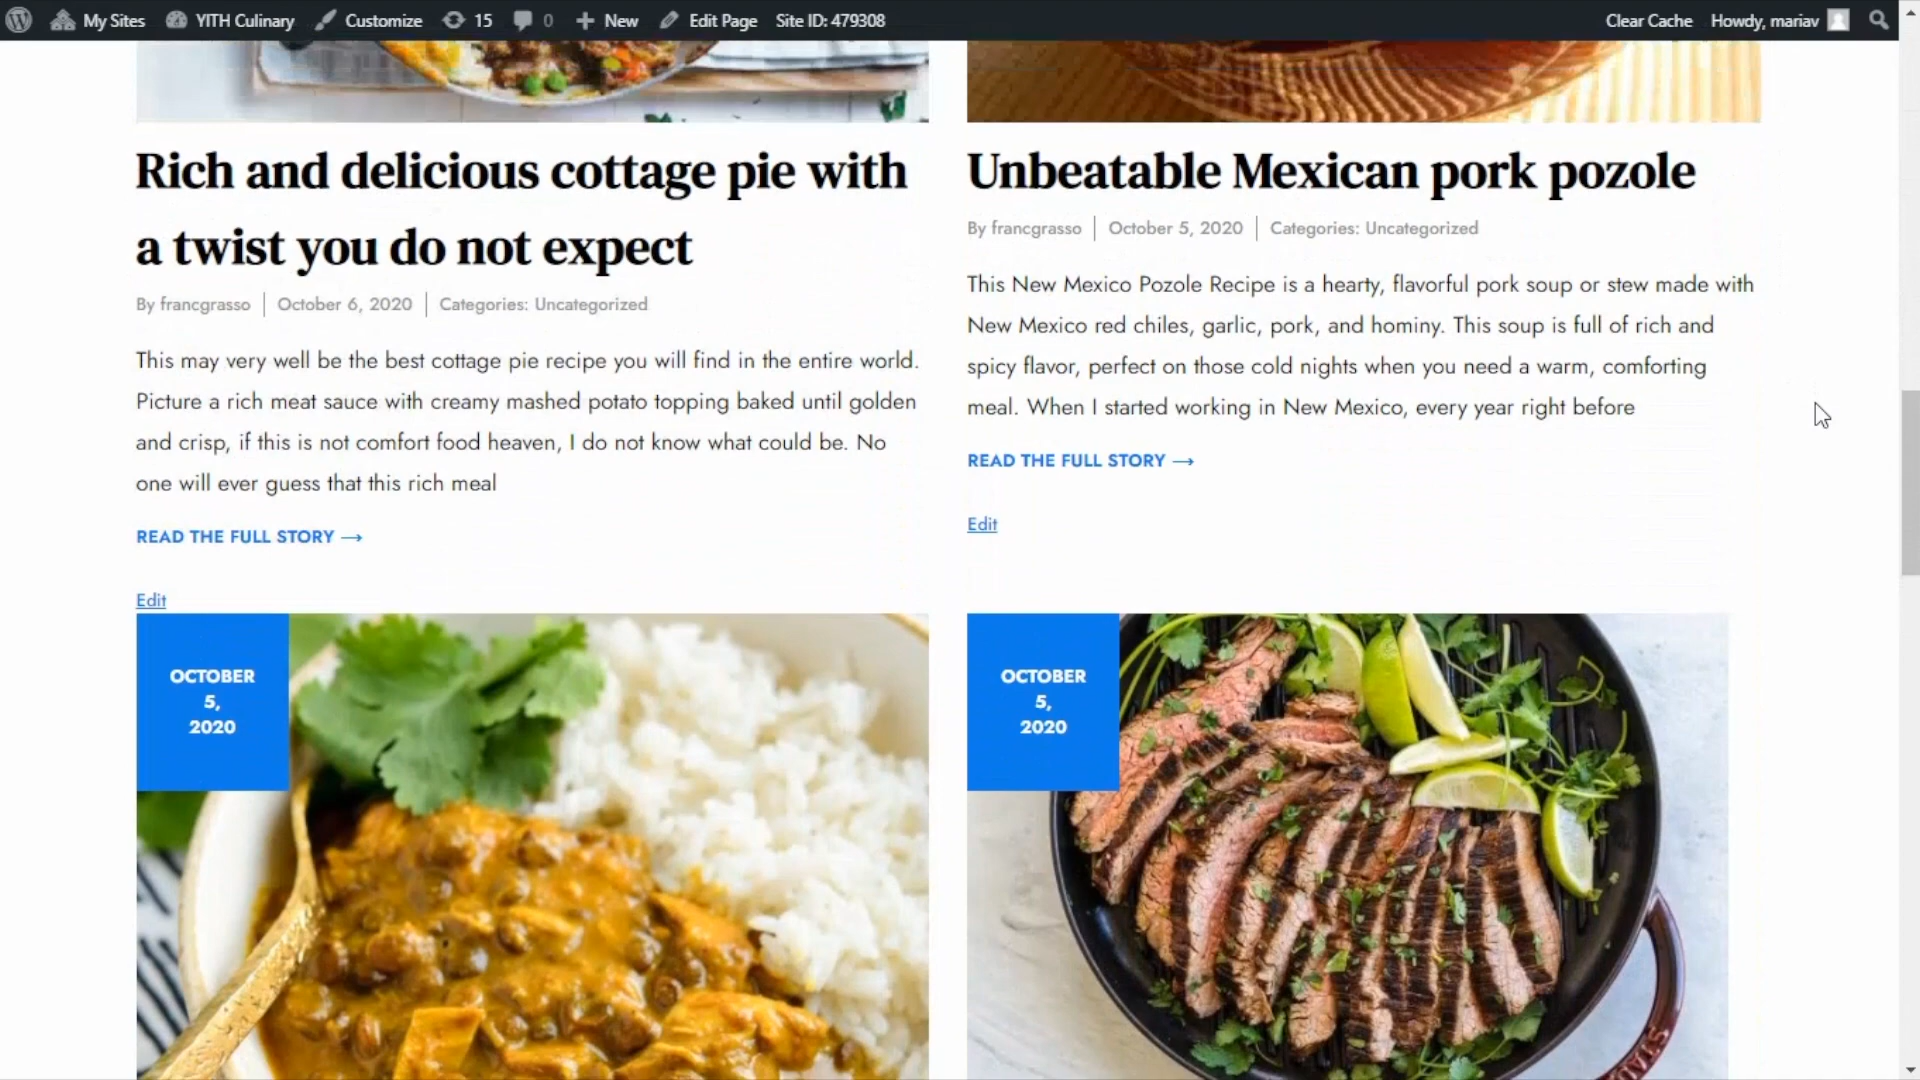 My Sites YITH Culinary Customize 15 0 New Edit Page Site ID: 479308 Clear Cache Howdy, mariav
Rich and delicious cottage pie with
a twist you do not expect
By francgrasso October 6, 2020 Categories: Uncategorized
This may very well be the best cottage pie recipe you will find in the entire world.
Picture a rich meat sauce with creamy mashed potato topping baked until golden
and crisp, if this is not comfort food heaven, I do not know what could be. No
one will ever guess that this rich meal
READ THE FULL STORY →
Edit
Unbeatable Mexican pork pozole
By francgrasso October 5, 2020 Categories: Uncategorized
This New Mexico Pozole Recipe is a hearty, flavorful pork soup or stew made with
New Mexico red chiles, garlic, pork, and hominy. This soup is full of rich and
spicy flavor, perfect on those cold nights when you need a warm, comforting
meal. When I started working in New Mexico, every year right before
READ THE FULL STORY →
Edit
OCTOBER
5,
2020
OCTOBER
5,
2020
STAU